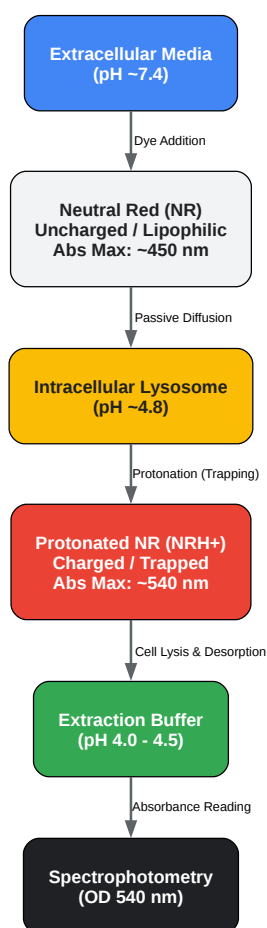 Extracellular Media
(pH ~7.4)
Dye Addition
Neutral Red (NR)
Uncharged / Lipophilic
Abs Max: ~450 nm
Passive Diffusion
Intracellular Lysosome
(pH ~4.8)
Protonation (Trapping)
Protonated NR (NRH+)
Charged / Trapped
Abs Max: ~540 nm
Cell Lysis & Desorption
Extraction Buffer
(pH 4.0 - 4.5)
Absorbance Reading
Spectrophotometry
(OD 540 nm)